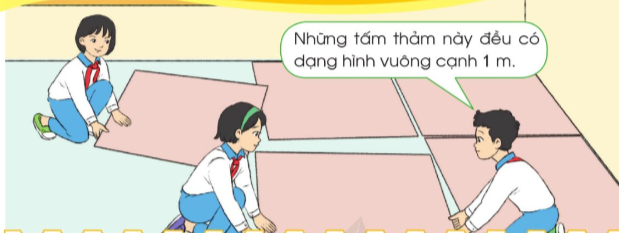 Những tấm thảm này đều có
dạng hình vuông cạnh 1 m.